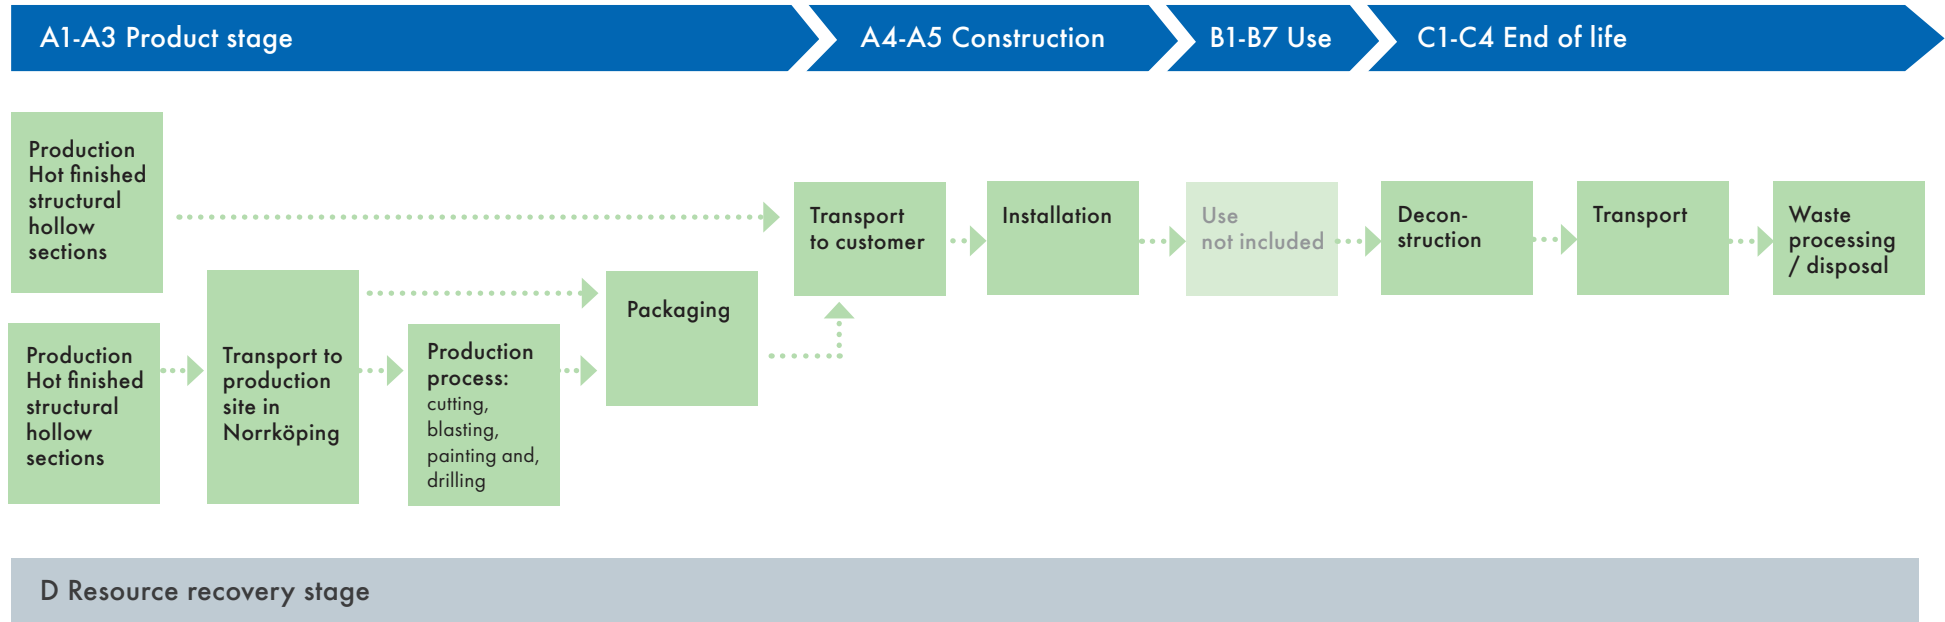 A1-A3 Product stage
A4-A5 Construction
B1-B7 Use
C1-C4 End of life
Production
Hot finished
structural
hollow
sections
Production
Hot finished
structural
hollow
sections
Transport to
production
site in
Norrköping
Production
process:
cutting,
blasting,
painting and,
drilling
Packaging
Transport
to customer
Installation
Use
not included
Decon-
struction
Transport
Waste
processing
/ disposal
D Resource recovery stage